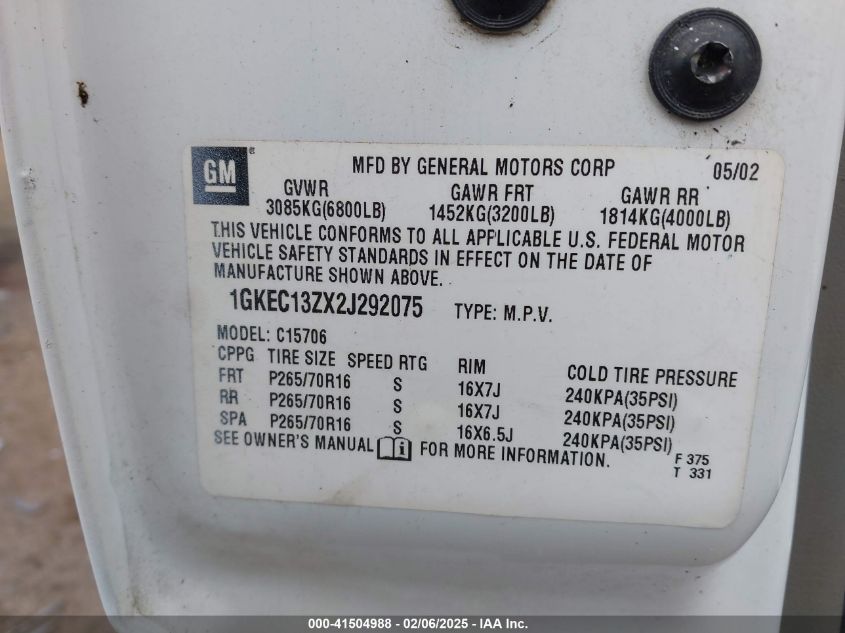 GM ® MFD BY GENERAL MOTORS CORP 05/02
GVWR GAWR FRT GAWR RR
3085KG(6800LB) 1452KG(3200LB) 1814KG(4000LB)
THIS VEHICLE CONFORMS TO ALL APPLICABLE U.S. FEDERAL MOTOR
VEHICLE SAFETY STANDARDS IN EFFECT ON THE DATE OF
MANUFACTURE SHOWN ABOVE.
1GKEC13ZX2J292075 TYPE: M.P.V.
MODEL: C15706
CPPG TIRE SIZE SPEED RTG RIM COLD TIRE PRESSURE
FRT P265/70R16 S 16X7J 240KPA(35PSI)
RR P265/70R16 S 16X7J 240KPA(35PSI)
SPA P265/70R16 S 16X6.5J 240KPA(35PSI)
SEE OWNER'S MANUAL i FOR MORE INFORMATION. F 375
T 331
000-41504988 - 02/06/2025 - IAA Inc.